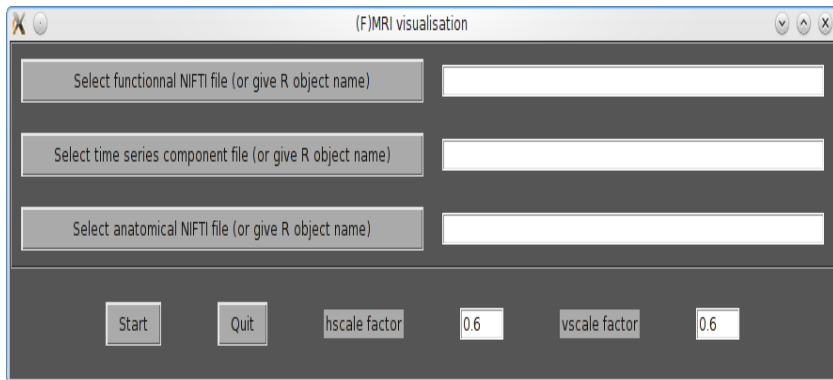 (F)MRI visualisation
Select functionnal NIFTI file (or give R object name)
Select time series component file (or give R object name)
Select anatomical NIFTI file (or give R object name)
Start Quit hscale factor 0.6 vscale factor 0.6